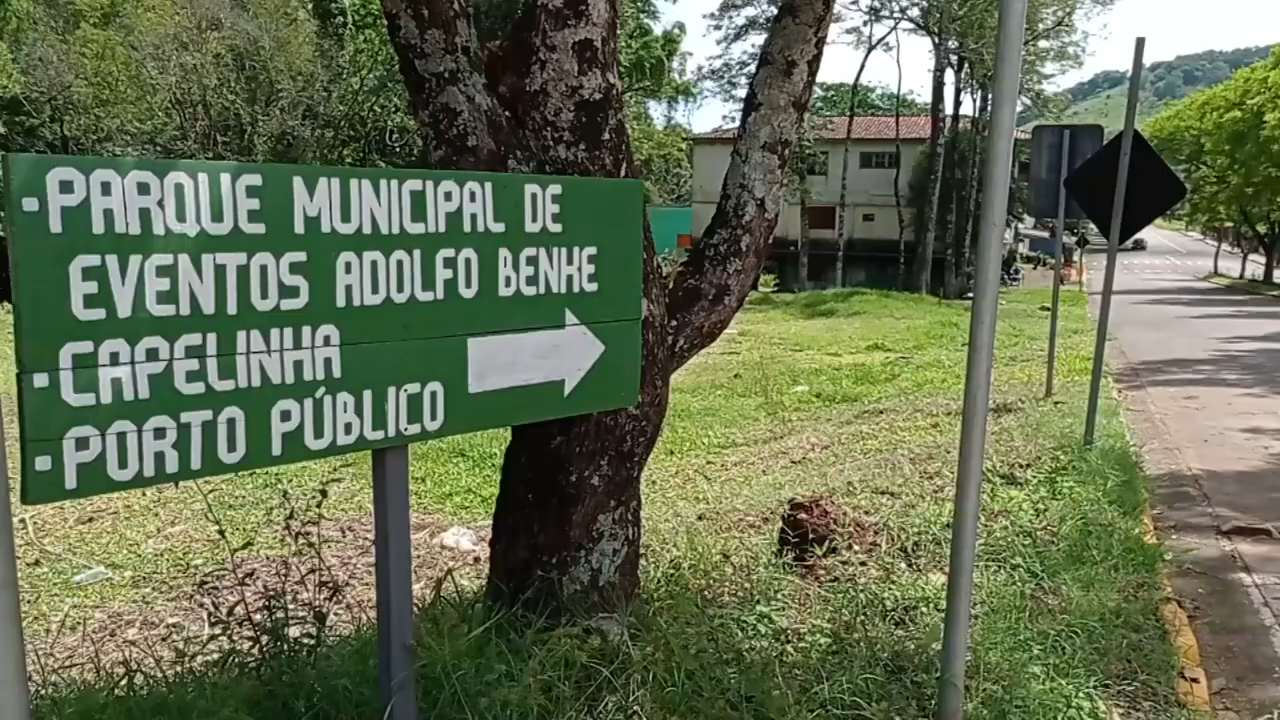 ·PARQUE MUNICIPAL DE
EVENTOS ADOLFO BENKE
·CAPELINHA
·PORTO PÚBLICO